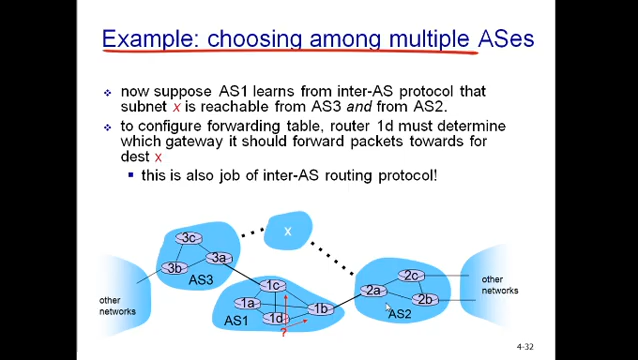 Example: choosing among multiple ASes
now suppose AS1 learns from inter-AS protocol that
subnet x is reachable from AS3 and from AS2.
to configure forwarding table, router 1d must determine
which gateway it should forward packets towards for
dest x
this is also job of inter-AS routing protocol!
x
3c
3a
3b
AS3
other
networks
1c
1a
1d
1b
AS1
?
2c
2a
2b
AS2
other
networks
4-32